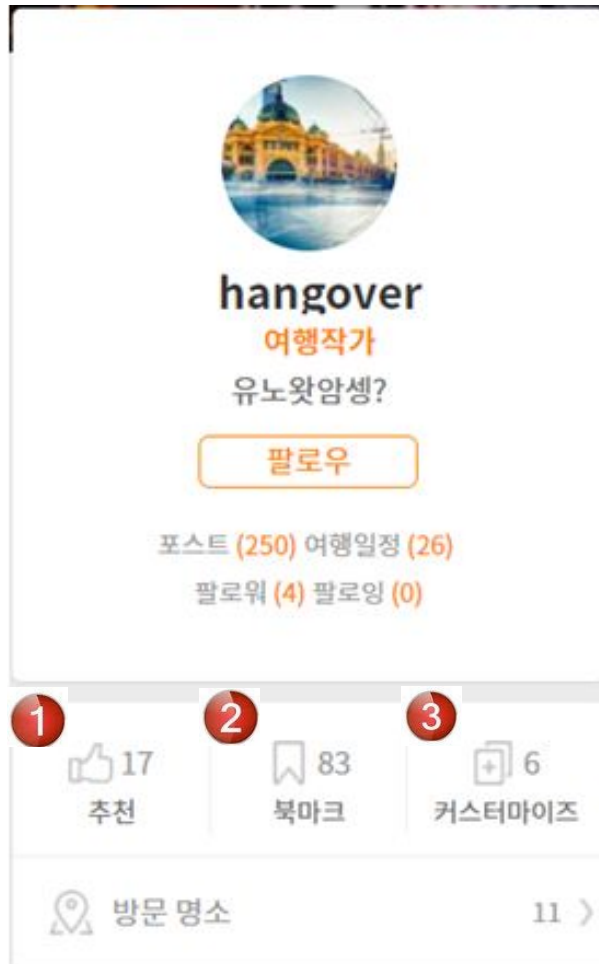 hangover
여행작가
유노왓암셍?
팔로우
포스트 (250) 여행일정 (26)
팔로워 (4) 팔로잉 (0)
1 2 3
17 83 6
추천 북마크 커스터마이즈
방문 명소 11